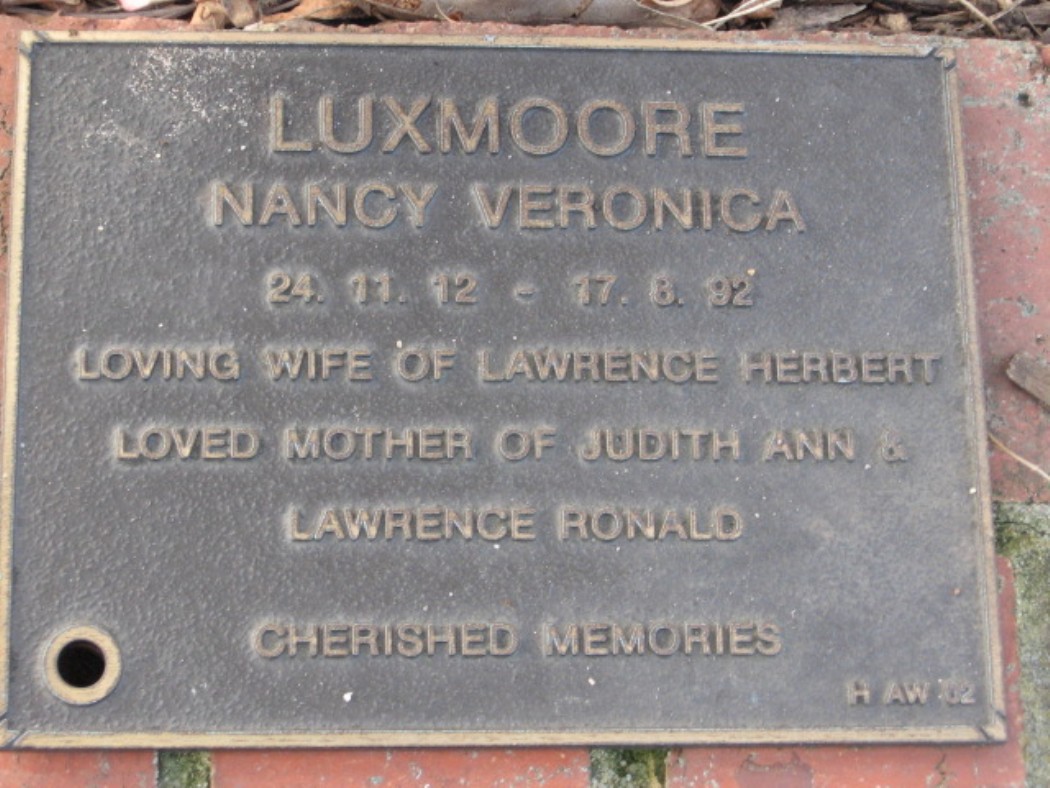 LUXMOORE
NANCY VERONICA
24. 11. 12 - 17. 8. 92
LOVING WIFE OF LAWRENCE HERBERT
LOVED MOTHER OF JUDITH ANN &
LAWRENCE RONALD
CHERISHED MEMORIES
H AW